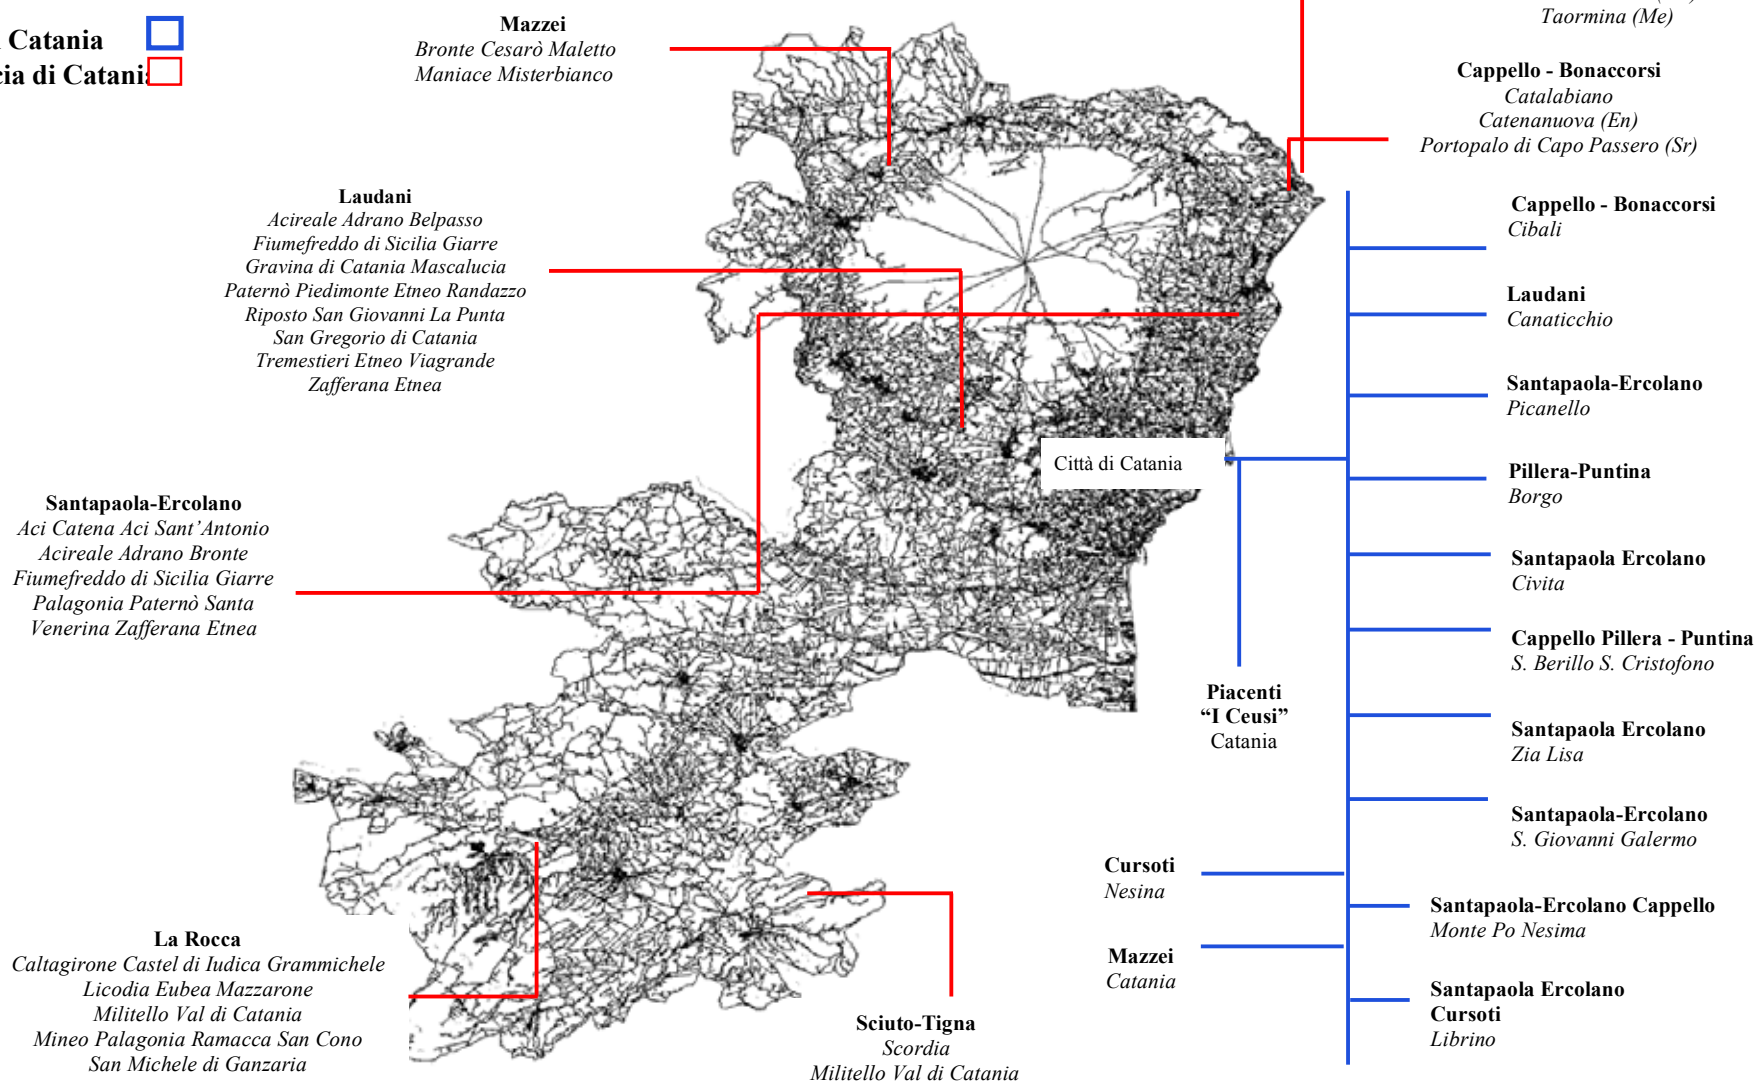 Catania
cia di Catania
Mazzei
Bronte Cesarò Maletto
Maniace Misterbianco
Taormina (Me)
Cappello - Bonaccorsi
Catalabiano
Catenanuova (En)
Portopalo di Capo Passero (Sr)
Laudani
Acireale Adrano Belpasso
Fiumefreddo di Sicilia Giarre
Gravina di Catania Mascalucia
Paternò Piedimonte Etneo Randazzo
Riposto San Giovanni La Punta
San Gregorio di Catania
Tremestieri Etneo Viagrande
Zafferana Etnea
Cappello - Bonaccorsi
Cibali
Laudani
Canaticchio
Santapaola-Ercolano
Picanello
Città di Catania
Pillera-Puntina
Borgo
Santapaola-Ercolano
Aci Catena Aci Sant’Antonio
Acireale Adrano Bronte
Fiumefreddo di Sicilia Giarre
Palagonia Paternò Santa
Venerina Zafferana Etnea
Santapaola Ercolano
Civita
Cappello Pillera - Puntina
S. Berillo S. Cristofono
Piacenti
“I Ceusi”
Catania
Santapaola Ercolano
Zia Lisa
Santapaola-Ercolano
S. Giovanni Galermo
Cursoti
Nesina
Santapaola-Ercolano Cappello
Monte Po Nesima
Mazzei
Catania
Santapaola Ercolano
Cursoti
Librino
La Rocca
Caltagirone Castel di Iudica Grammichele
Licodia Eubea Mazzarone
Militello Val di Catania
Mineo Palagonia Ramacca San Cono
San Michele di Ganzaria
Sciuto-Tigna
Scordia
Militello Val di Catania